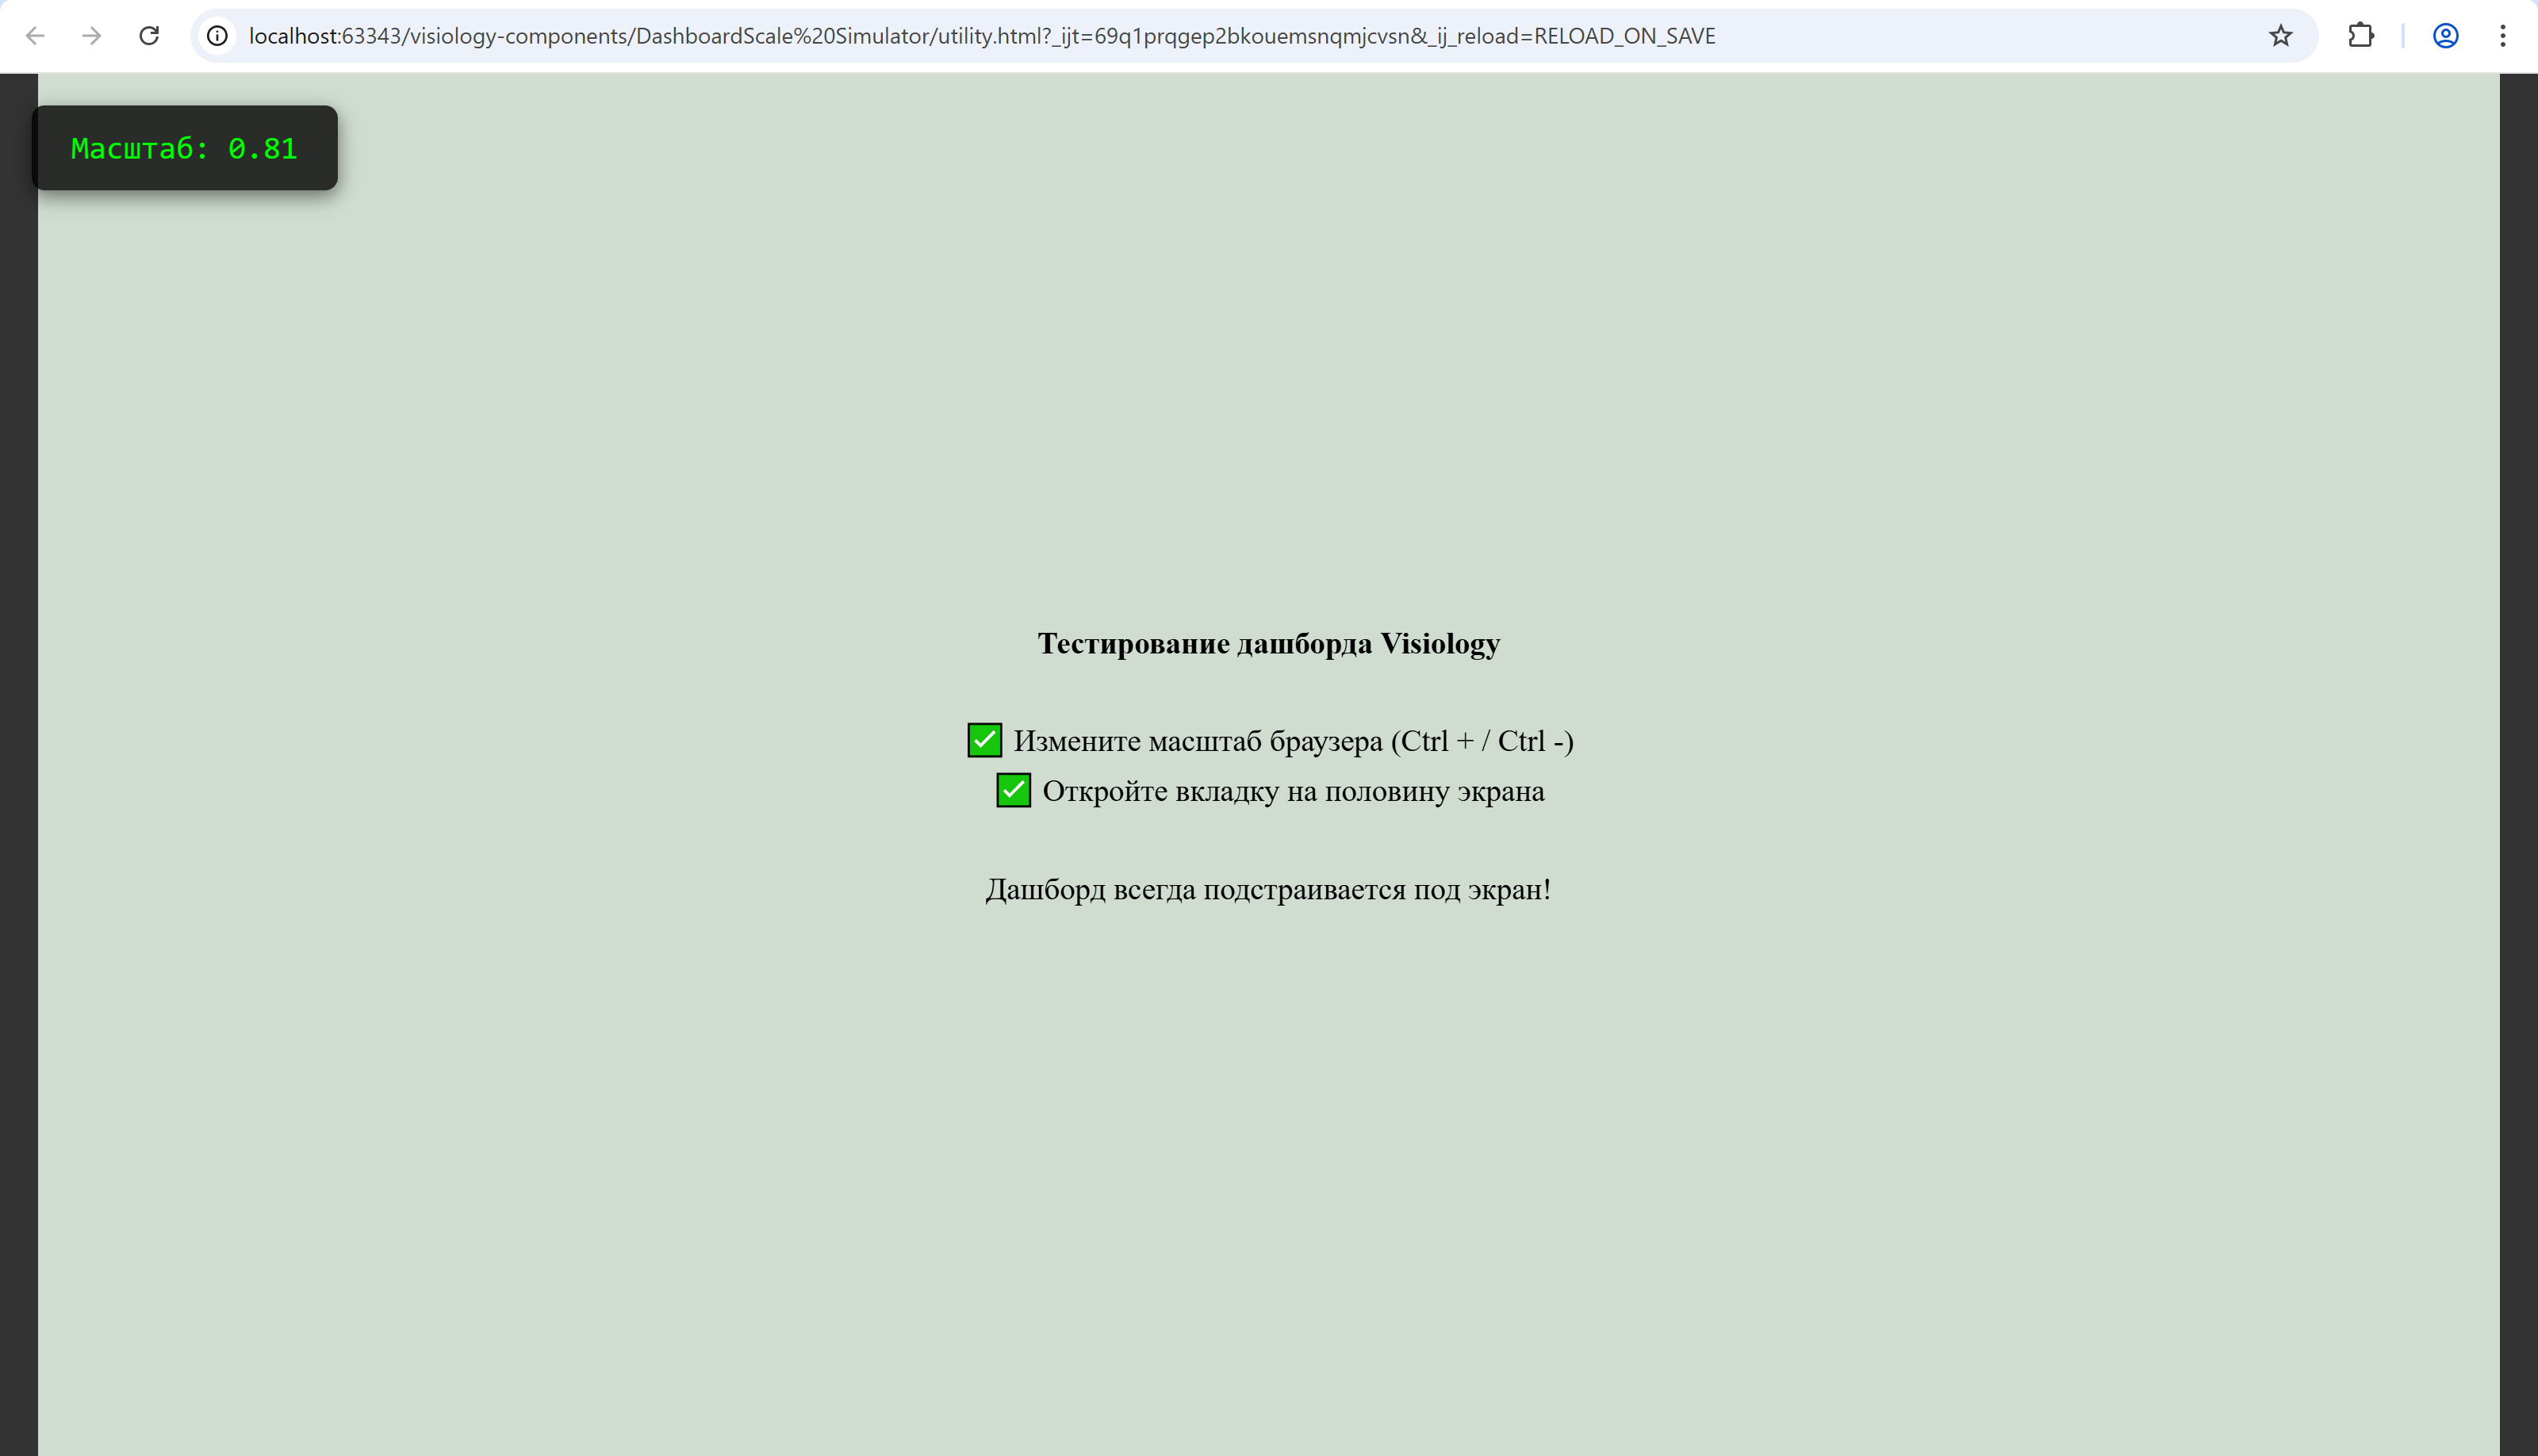 localhost:63343/visiology-components/DashboardScale%20Simulator/utility.html?_ijt=69q1prqgep2bkouemsnqmjcvsn&_ij_reload=RELOAD_ON_SAVE
Масштаб: 0.81
Тестирование дашборда Visiology
Измените масштаб браузера (Ctrl + / Ctrl -)
Откройте вкладку на половину экрана
Дашборд всегда подстраивается под экран!